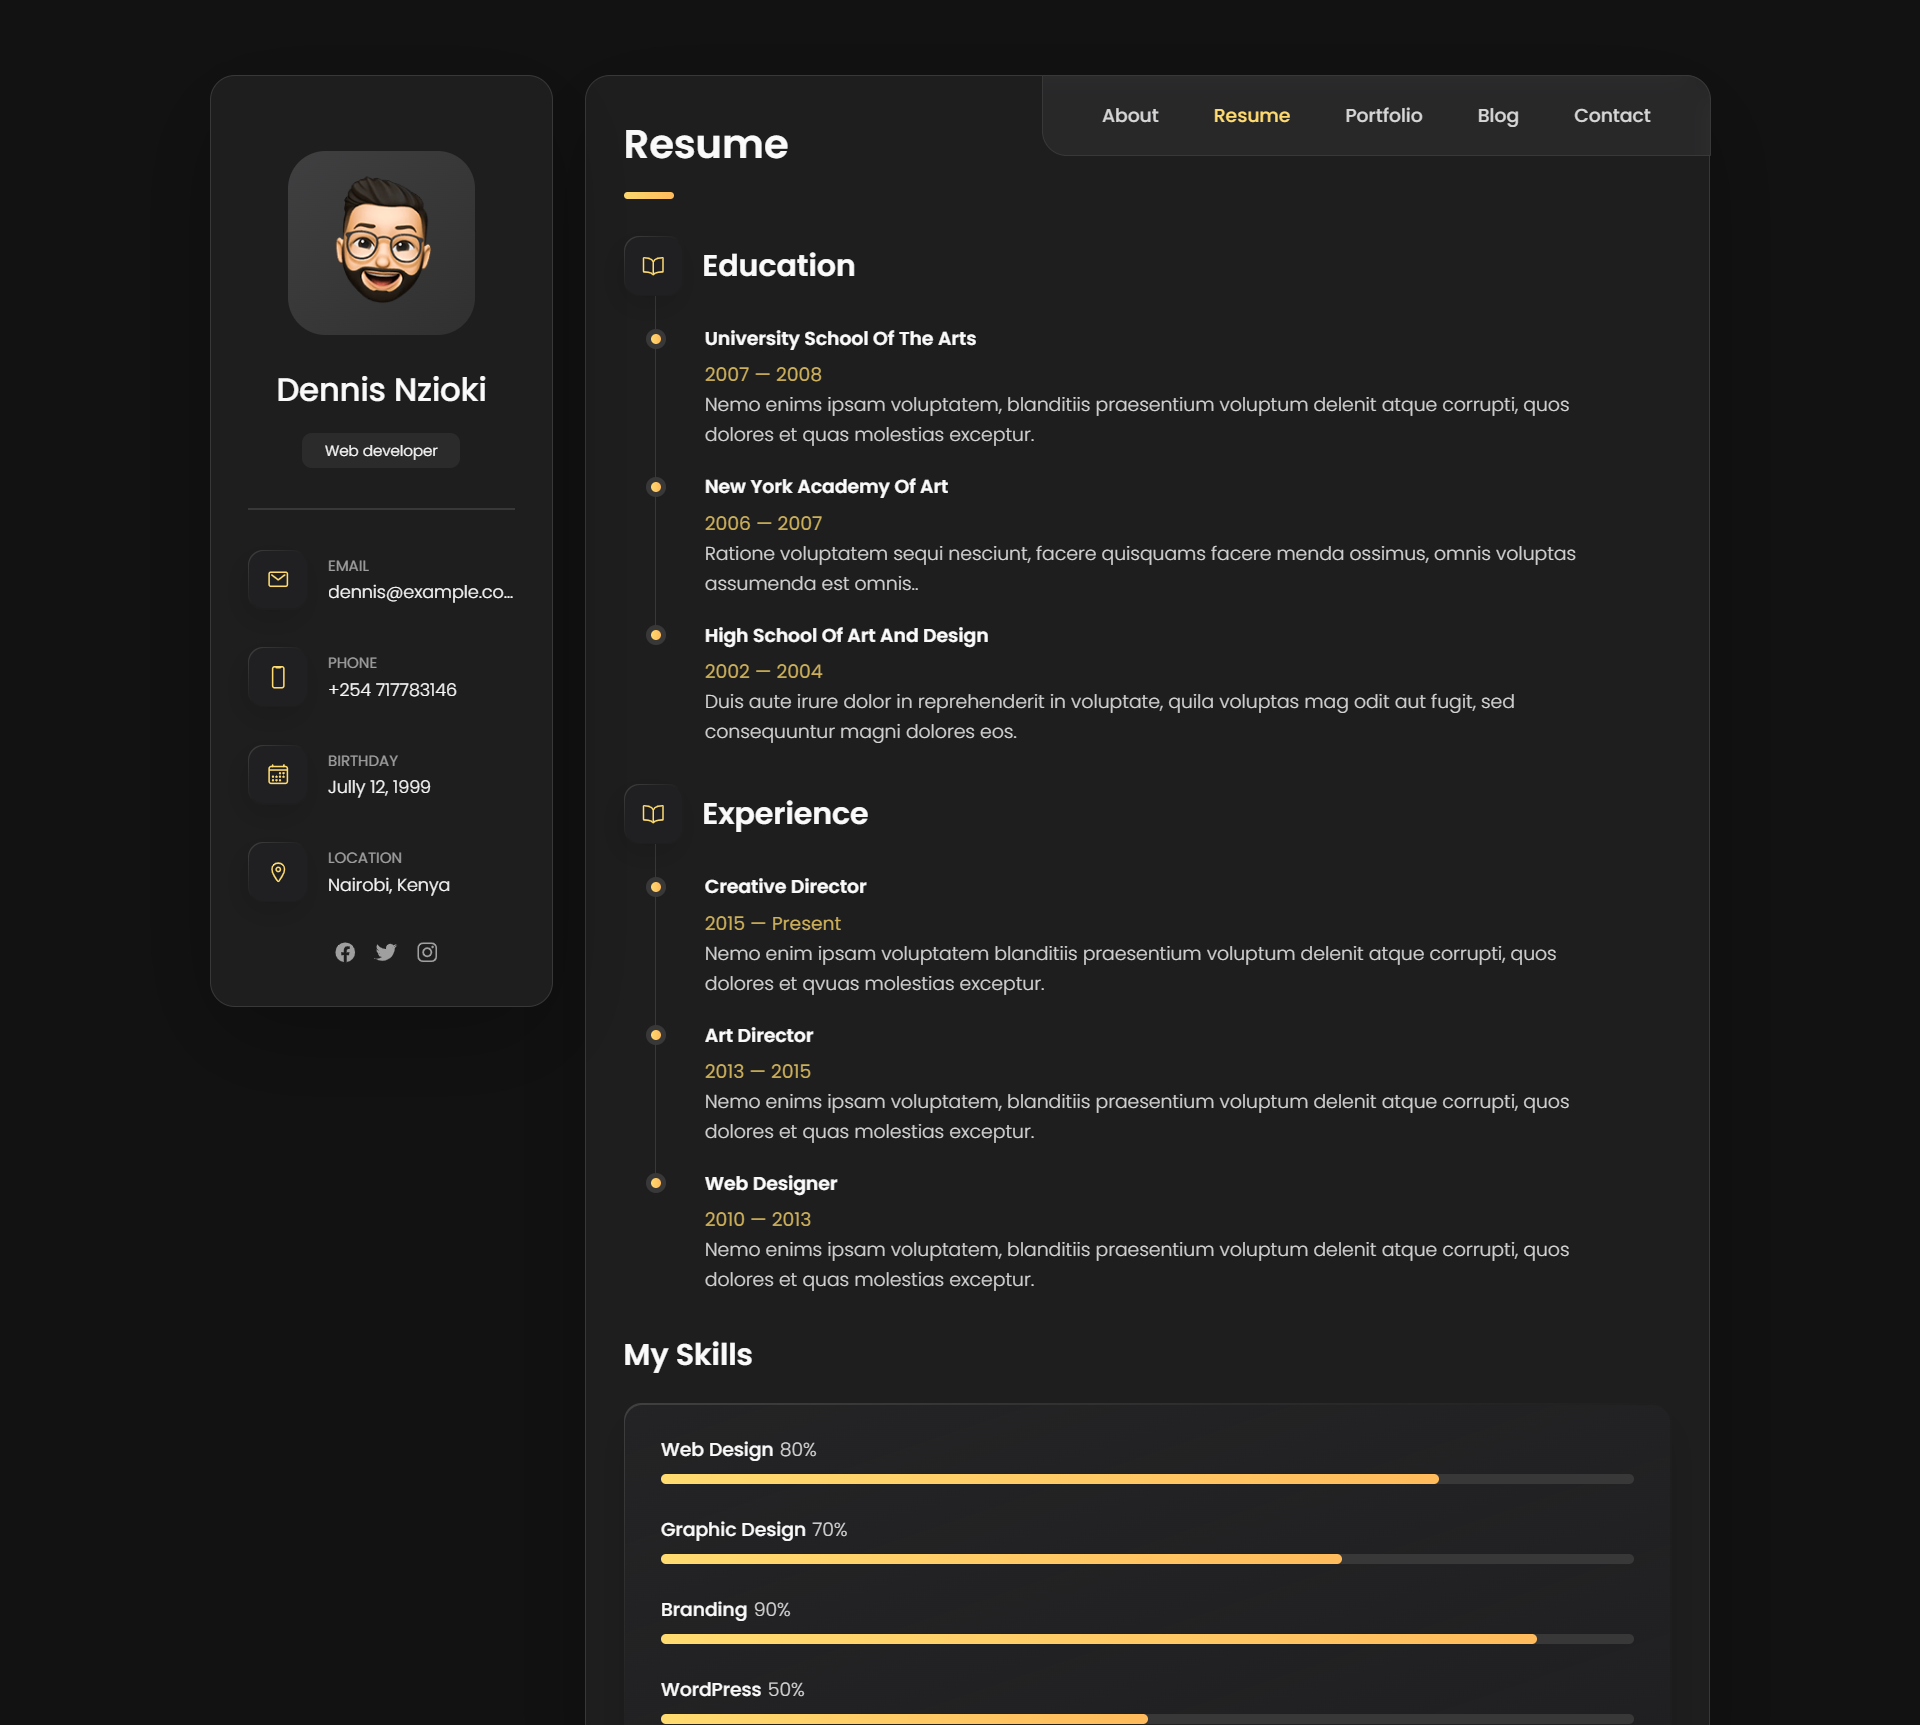 Dennis Nzioki
Web developer
EMAIL
dennis@example.co...
PHONE
+254 717783146
BIRTHDAY
Jully 12, 1999
LOCATION
Nairobi, Kenya
About Resume Portfolio Blog Contact
Resume
Education
University School Of The Arts
2007 — 2008
Nemo enims ipsam voluptatem, blanditiis praesentium voluptum delenit atque corrupti, quos
dolores et quas molestias exceptur.
New York Academy Of Art
2006 — 2007
Ratione voluptatem sequi nesciunt, facere quisquams facere menda ossimus, omnis voluptas
assumenda est omnis..
High School Of Art And Design
2002 — 2004
Duis aute irure dolor in reprehenderit in voluptate, quila voluptas mag odit aut fugit, sed
consequuntur magni dolores eos.
Experience
Creative Director
2015 — Present
Nemo enim ipsam voluptatem blanditiis praesentium voluptum delenit atque corrupti, quos
dolores et qvuas molestias exceptur.
Art Director
2013 — 2015
Nemo enims ipsam voluptatem, blanditiis praesentium voluptum delenit atque corrupti, quos
dolores et quas molestias exceptur.
Web Designer
2010 — 2013
Nemo enims ipsam voluptatem, blanditiis praesentium voluptum delenit atque corrupti, quos
dolores et quas molestias exceptur.
My Skills
Web Design 80%
Graphic Design 70%
Branding 90%
WordPress 50%